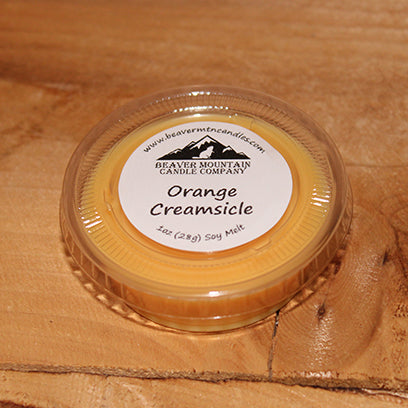 www.beavermtncandles.com
BEAVER MOUNTAIN
CANDLE COMPANY
Orange
Creamsicle
1oz (28g) Soy Melt